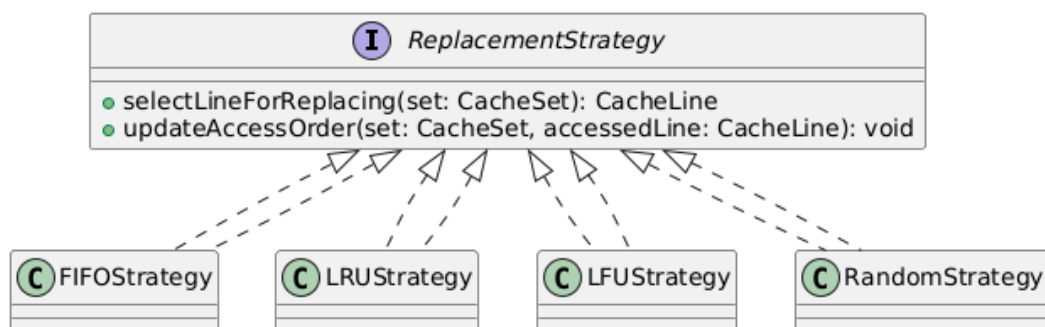 I ReplacementStrategy
selectLineForReplacing(set: CacheSet): CacheLine
updateAccessOrder(set: CacheSet, accessedLine: CacheLine): void
C FIFOStrategy
C LRUStrategy
C LFUStrategy
C RandomStrategy